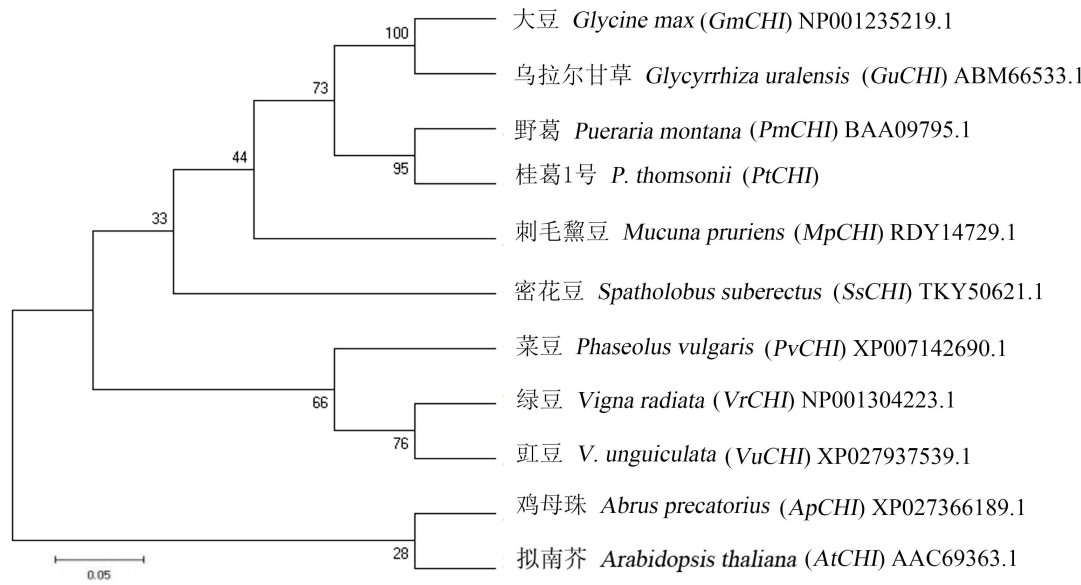 大豆 Glycine max (GmCHI) NP001235219.1
100
乌拉尔甘草 Glycyrrhiza uralensis (GuCHI) ABM66533.1
73
野葛 Pueraria montana (PmCHI) BAA09795.1
44
95
桂葛1号 P. thomsonii (PtCHI)
33
刺毛黧豆 Mucuna pruriens (MpCHI) RDY14729.1
密花豆 Spatholobus suberectus (SsCHI) TKY50621.1
菜豆 Phaseolus vulgaris (PvCHI) XP007142690.1
66
绿豆 Vigna radiata (VrCHI) NP001304223.1
76
豇豆 V. unguiculata (VuCHI) XP027937539.1
鸡母珠 Abrus precatorius (ApCHI) XP027366189.1
28
拟南芥 Arabidopsis thaliana (AtCHI) AAC69363.1
0.05